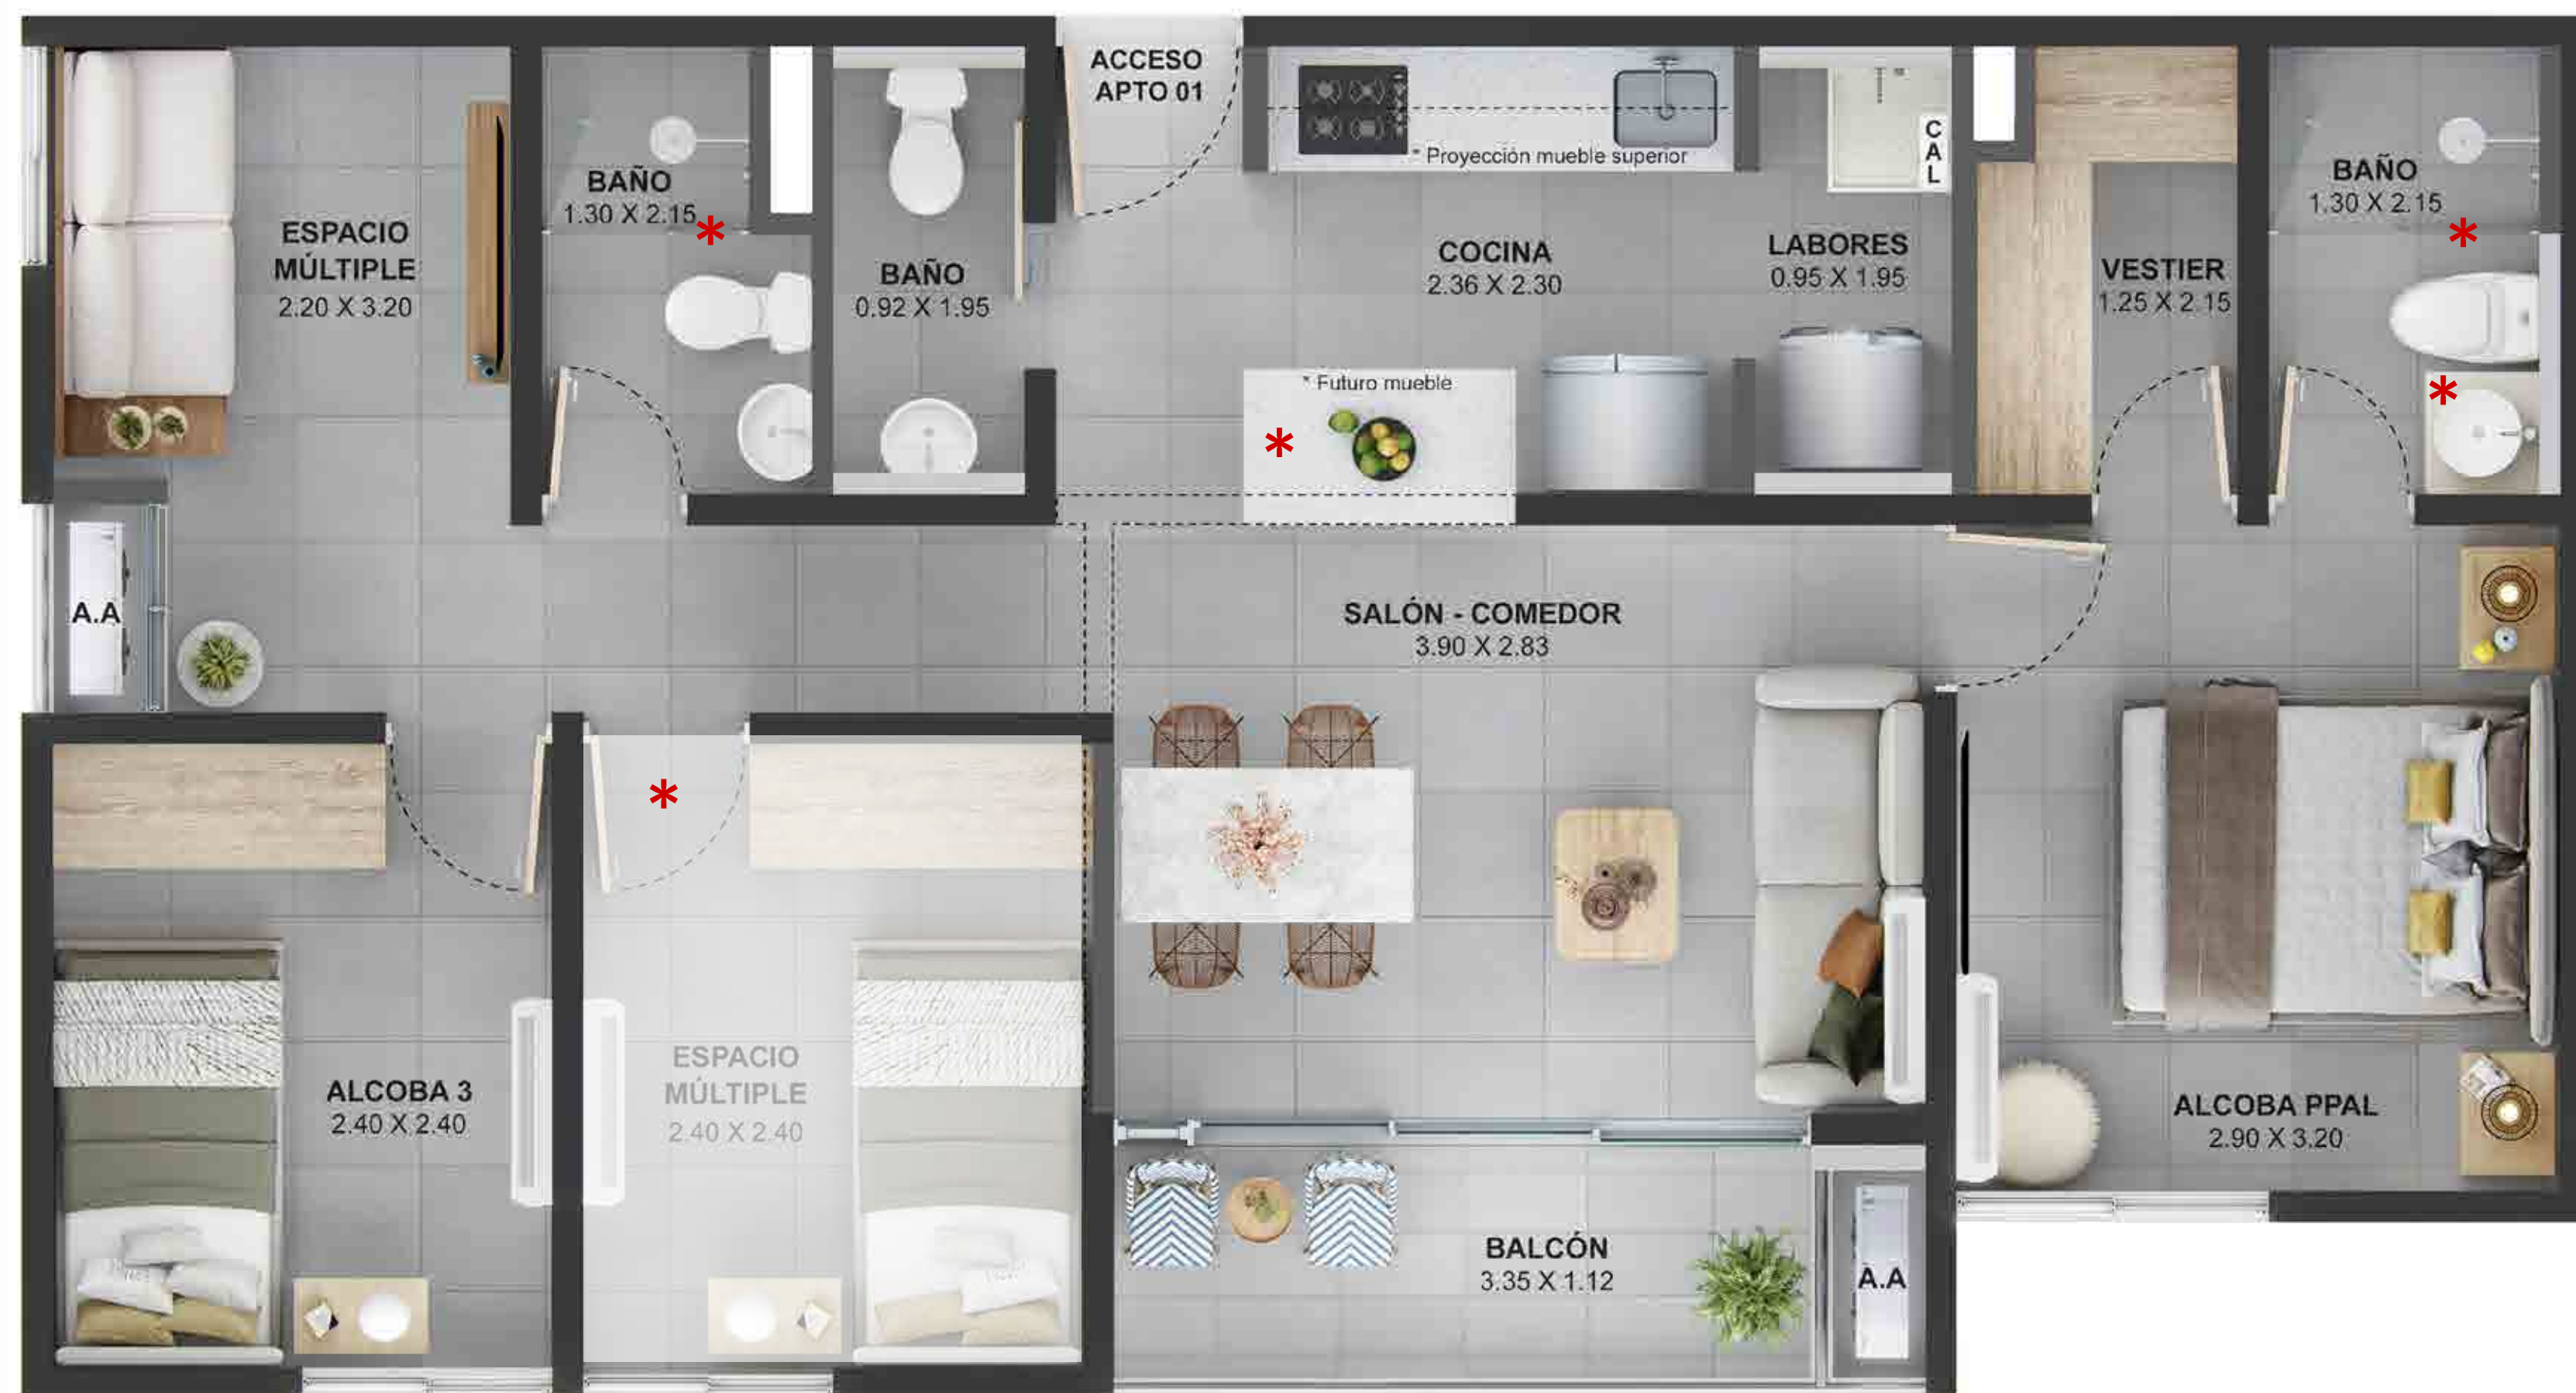 ACCESO
APTO 01
ESPACIO
MÚLTIPLE
2.20 X 3.20
BAÑO
1.30 X 2.15
*
BAÑO
0.92 X 1.95
* Proyección mueble superior
COCINA
2.36 X 2.30
CAL
LABORES
0.95 X 1.95
VESTIER
1.25 X 2.15
BAÑO
1.30 X 2.15
*
* Futuro mueble
*
*
A.A
SALÓN - COMEDOR
3.90 X 2.83
*
ALCOBA 3
2.40 X 2.40
ESPACIO
MÚLTIPLE
2.40 X 2.40
ALCOBA PPAL
2.90 X 3.20
BALCÓN
3.35 X 1.12
A.A